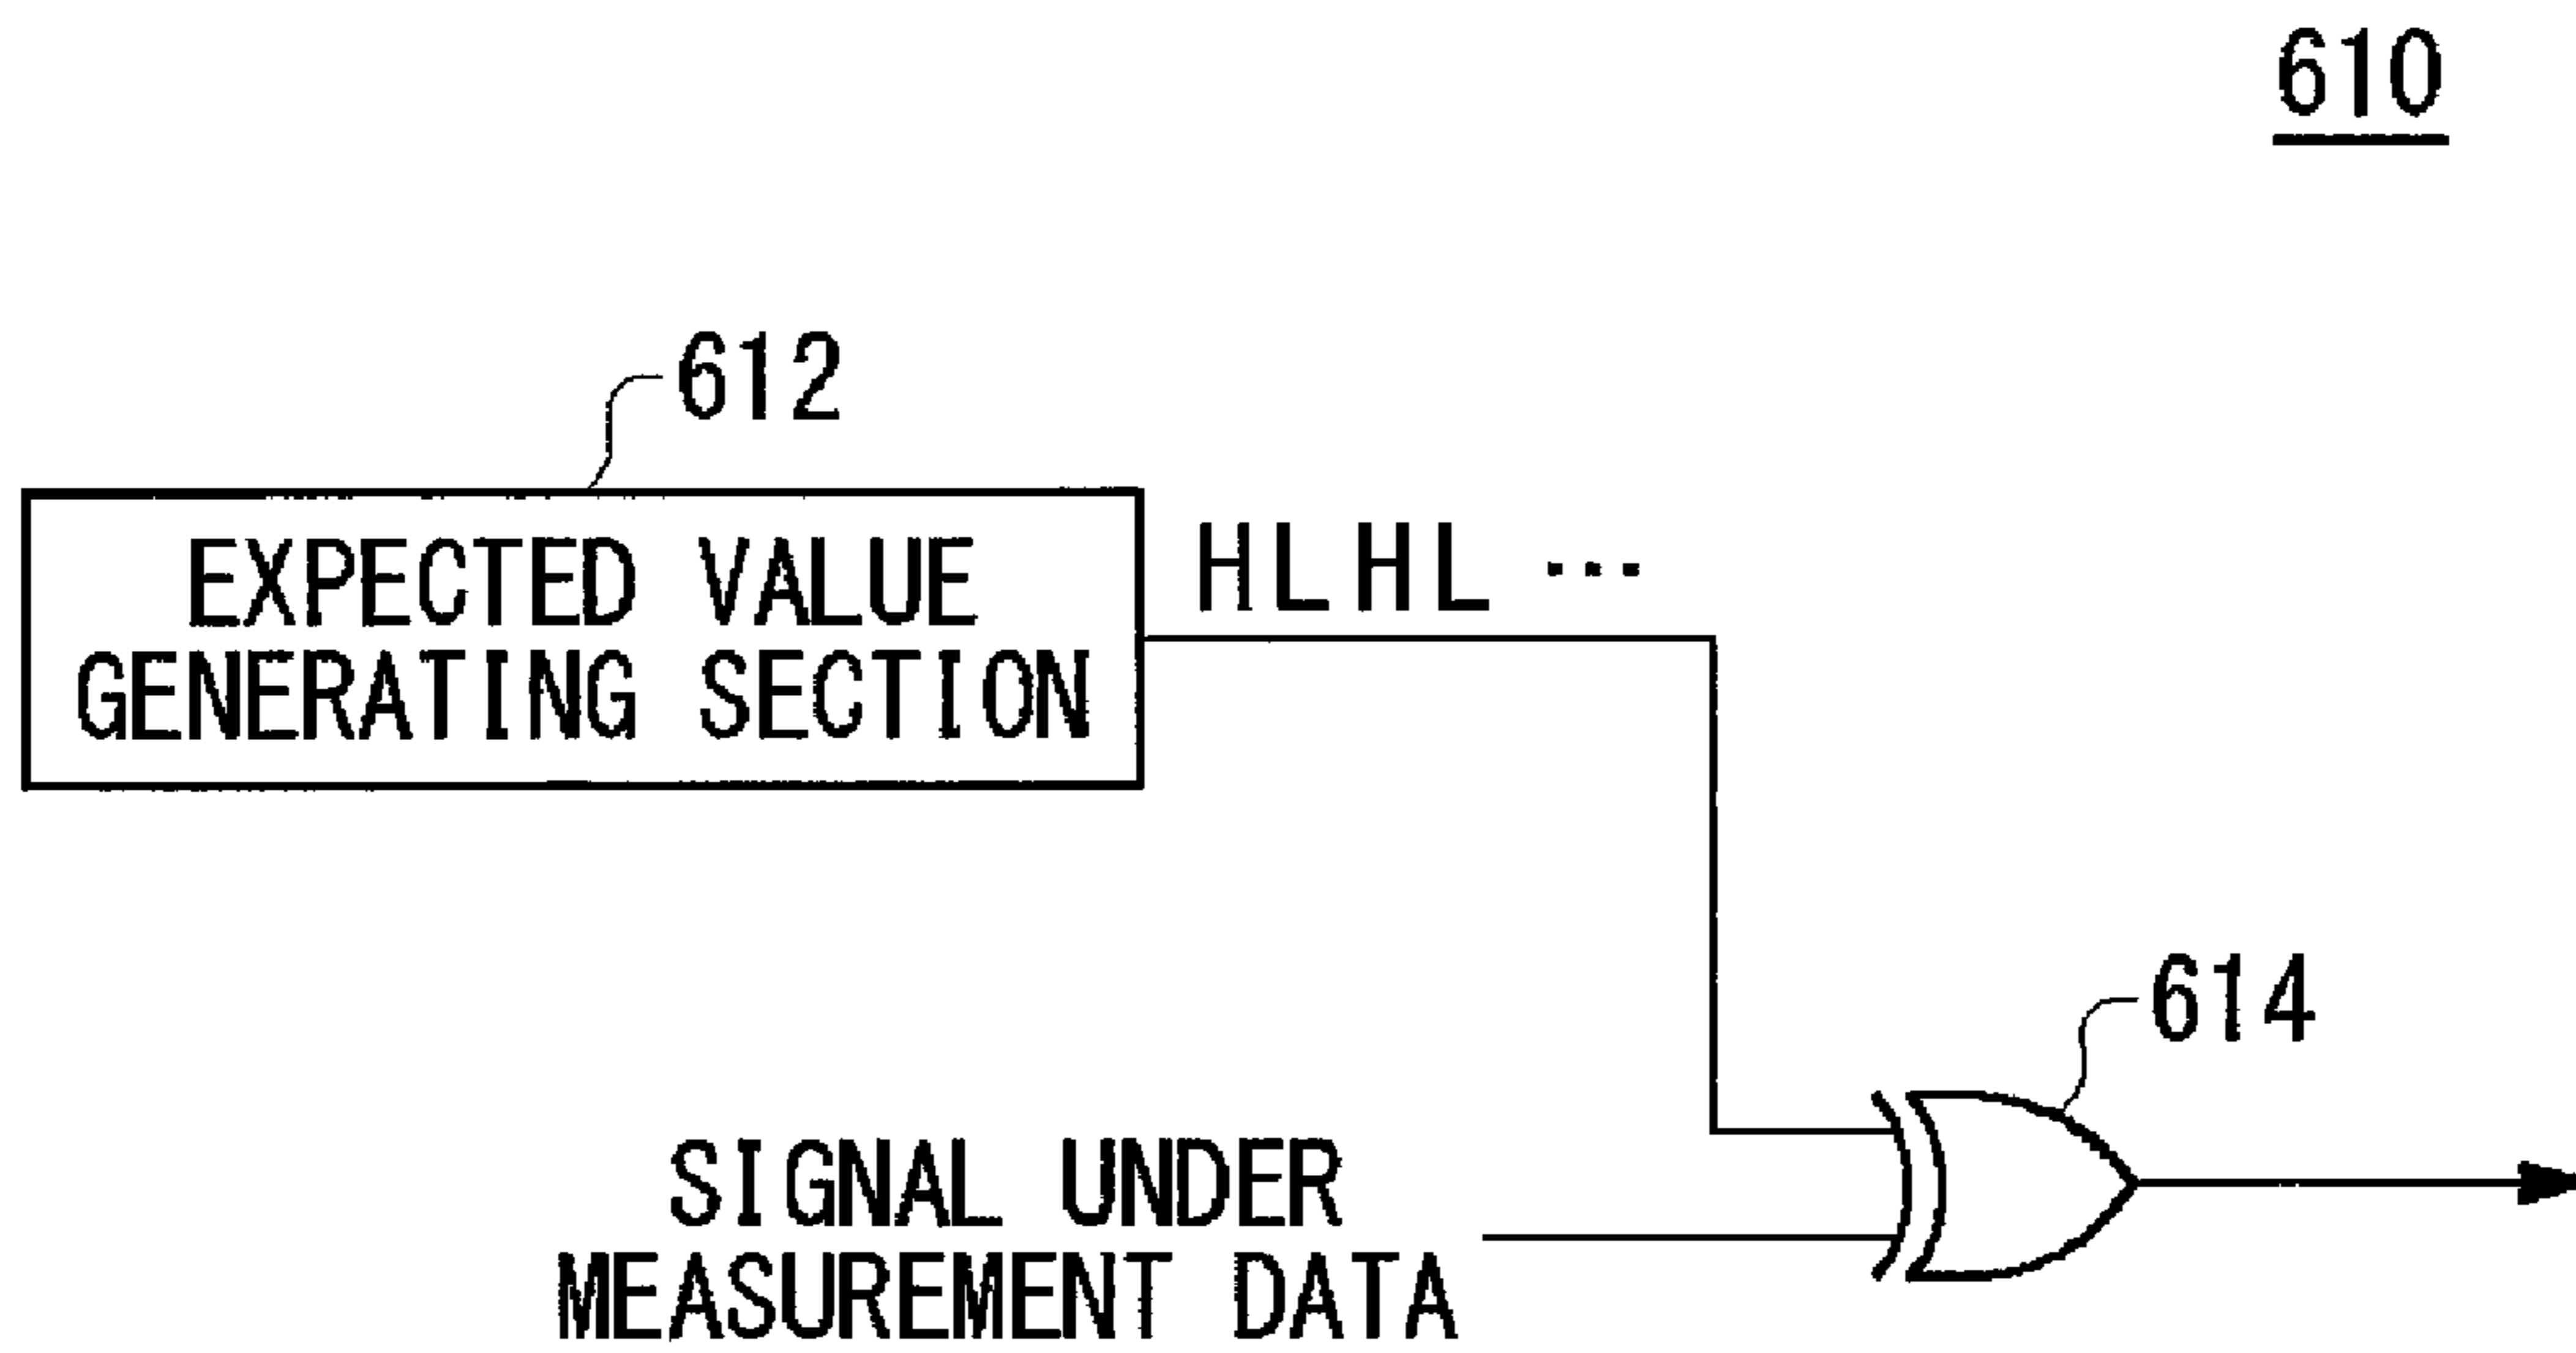 610
612
EXPECTED VALUE
GENERATING SECTION
HLHL ...
614
SIGNAL UNDER
MEASUREMENT DATA